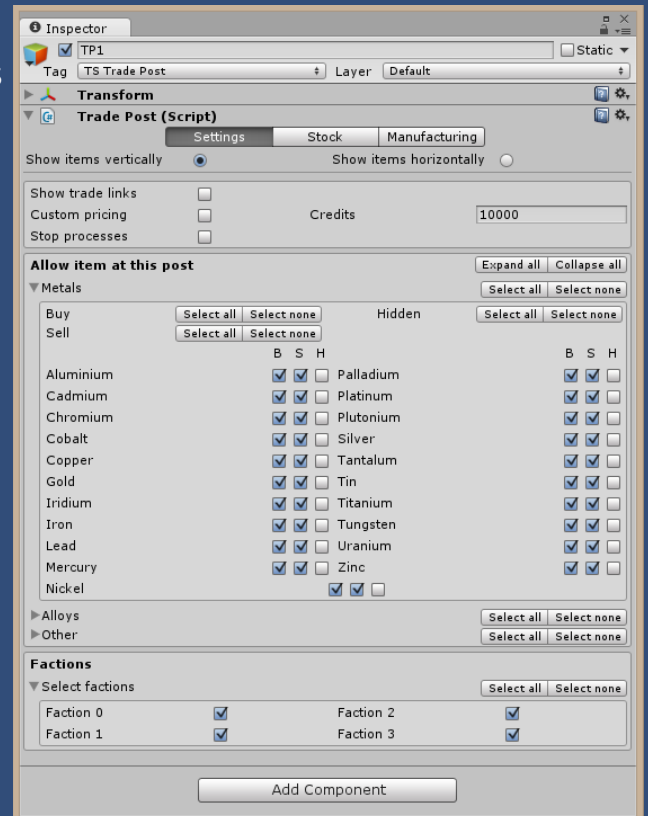 Inspector
TP1 Static
Tag TS Trade Post Layer Default
Transform
Trade Post (Script)
Settings Stock Manufacturing
Show items vertically Show items horizontally
Show trade links
Custom pricing Credits 10000
Stop processes
Allow item at this post Expand all Collapse all
Metals Select all Select none
Buy Select all Select none Hidden Select all Select none
Sell Select all Select none
B S H B S H
Aluminium Palladium
Cadmium Platinum
Chromium Plutonium
Cobalt Silver
Copper Tantalum
Gold Tin
Iridium Titanium
Iron Tungsten
Lead Uranium
Mercury Zinc
Nickel
Alloys Select all Select none
Other Select all Select none
Factions
Select factions Select all Select none
Faction 0 Faction 2
Faction 1 Faction 3
Add Component